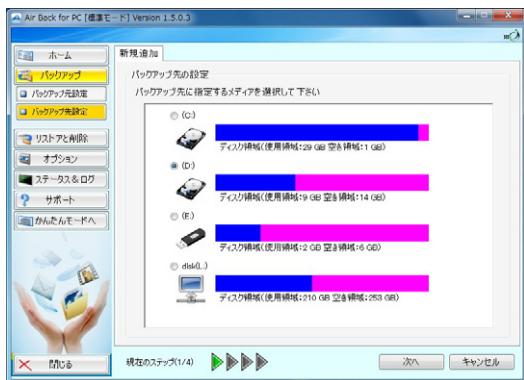 Air Back for PC [標準モード] Version 1.5.0.3
ホーム
バックアップ
バックアップ元設定
バックアップ先設定
リストアと削除
オプション
ステータス&ログ
サポート
かんたんモードへ
閉じる
新規追加
バックアップ先の設定
バックアップ先に指定するメディアを選択して下さい
(C:)
ディスク領域(使用領域:29 GB 空き領域:1 GB)
(D:)
ディスク領域(使用領域:9 GB 空き領域:14 GB)
(E:)
ディスク領域(使用領域:2 GB 空き領域:6 GB)
disk(L:)
ディスク領域(使用領域:210 GB 空き領域:253 GB)
現在のステップ(1/4)
次へ
キャンセル